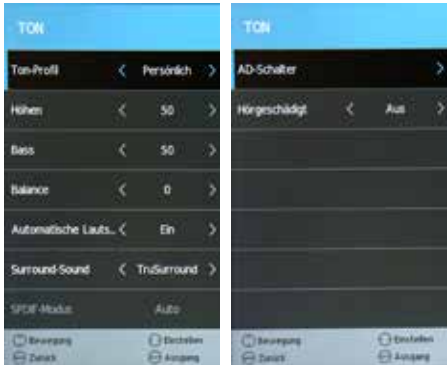 TON
Ton-Profil < Persönlich >
Höhen < 50 >
Bass < 50 >
Balance < 0 >
Automatische Lauts.. < Ein >
Surround-Sound < TruSurround >
SPDIF-Modus Auto
Bewegung Einstellen
Zurück Ausgang
TON
AD-Schalter >
Hörgeschädigt < Aus >
Bewegung Einstellen
Zurück Ausgang